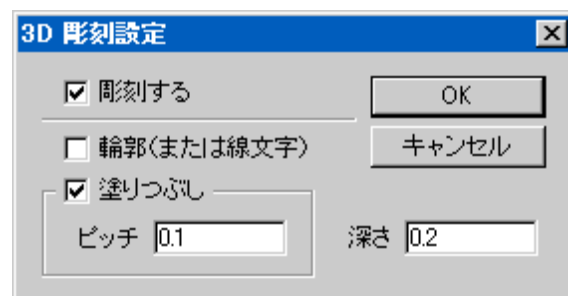 3D 彫刻設定
彫刻する
OK
輪郭(または線文字)
キャンセル
塗りつぶし
ピッチ 0.1
深さ 0.2